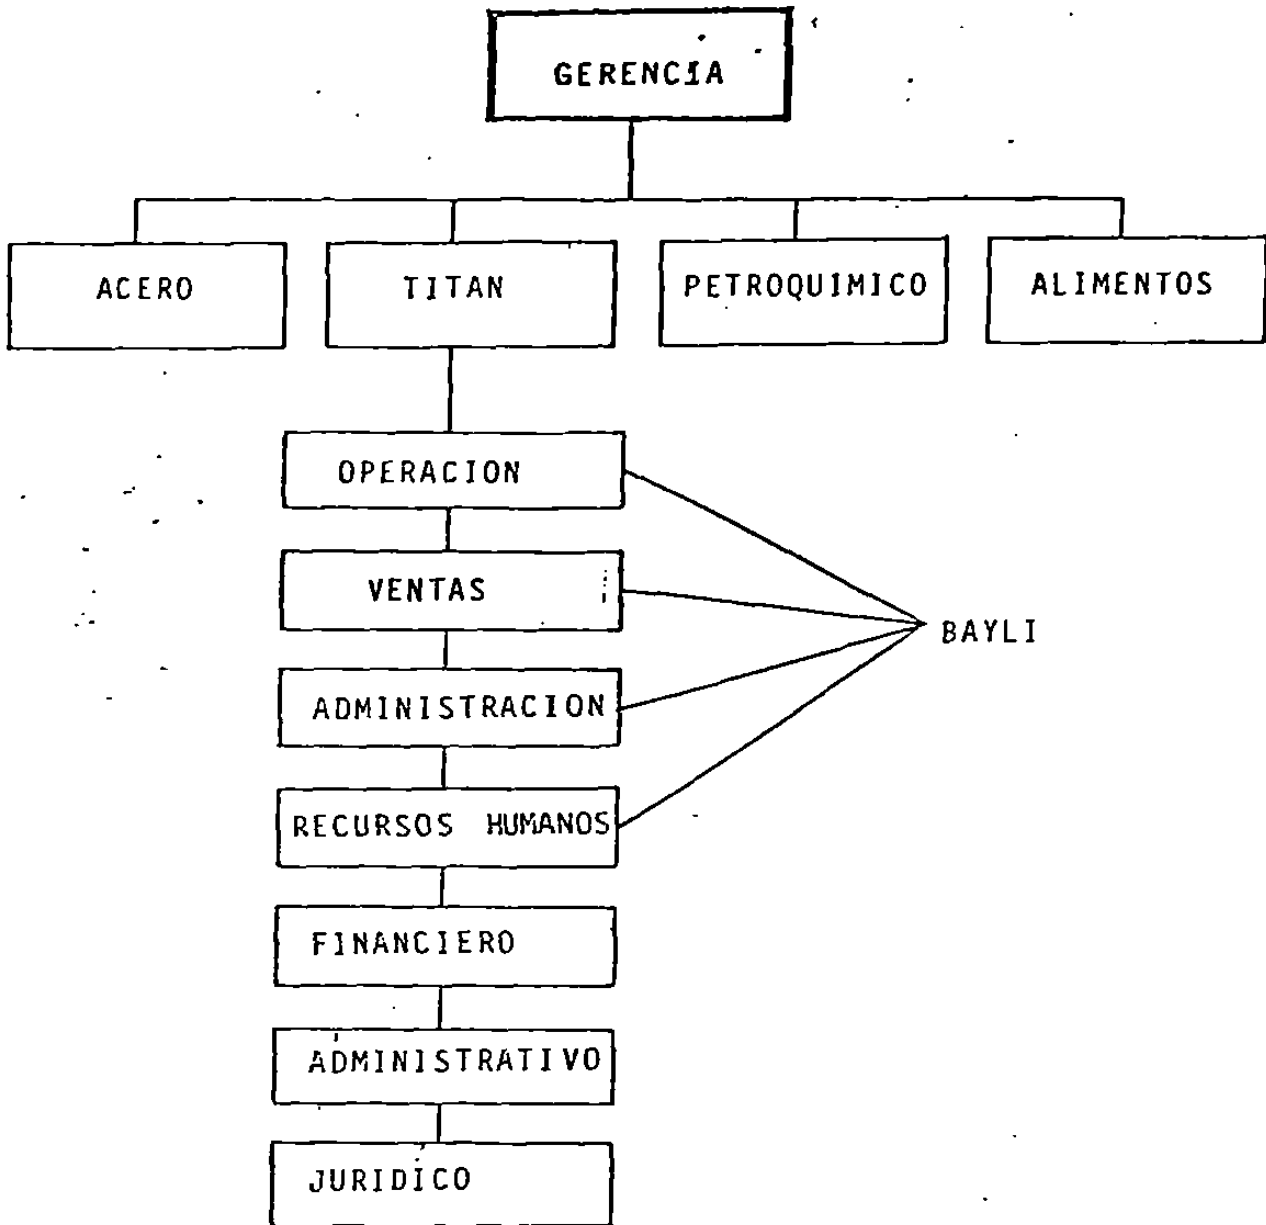 GERENCIA
ACERO
TITAN
PETROQUIMICO
ALIMENTOS
OPERACION
VENTAS
BAYLI
ADMINISTRACION
RECURSOS HUMANOS
FINANCIERO
ADMINISTRATIVO
JURIDICO